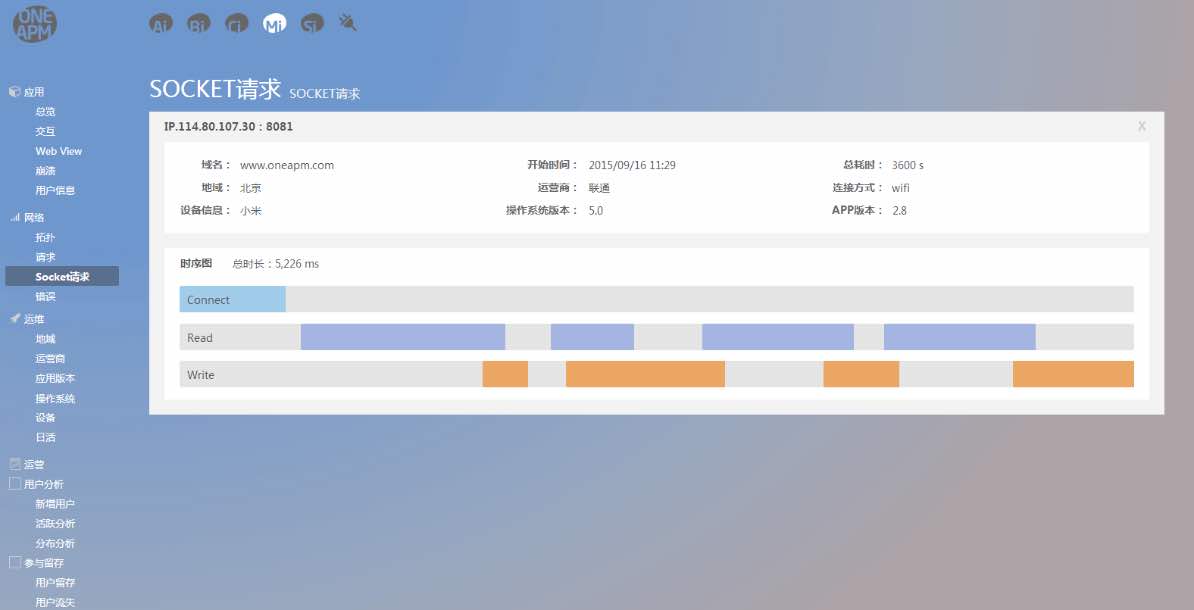 ONE
APM
Ai Bi Ci Mi Si
应用
总览
交互
Web View
崩溃
用户信息
网络
拓扑
请求
Socket请求
错误
运维
地域
运营商
应用版本
操作系统
设备
日活
运营
用户分析
新增用户
活跃分析
分布分析
参与留存
用户留存
用户流失
SOCKET请求 SOCKET请求
IP.114.80.107.30：8081 X
域名： www.oneapm.com 开始时间： 2015/09/16 11:29 总耗时： 3600 s
地域： 北京 运营商： 联通 连接方式： wifi
设备信息： 小米 操作系统版本： 5.0 APP版本： 2.8
时序图 总时长：5,226 ms
Connect
Read
Write